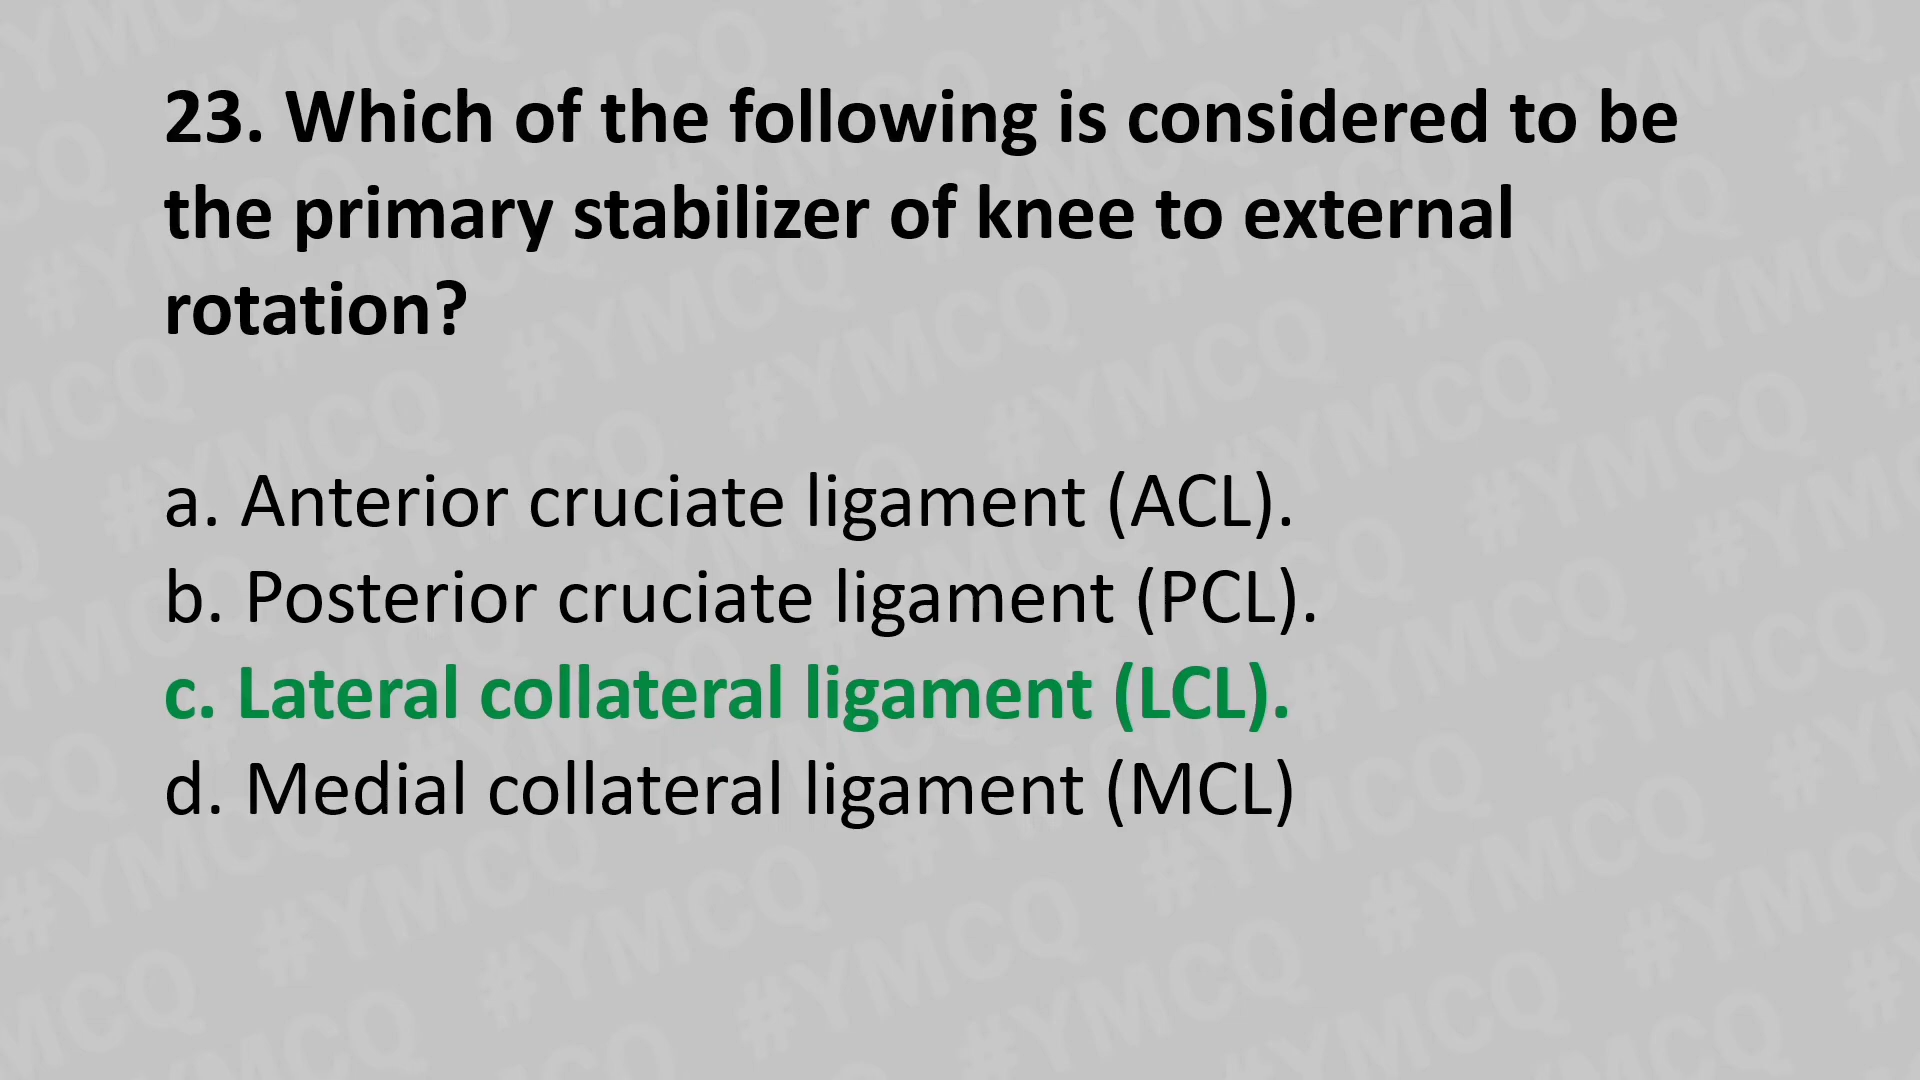 23. Which of the following is considered to be
the primary stabilizer of knee to external
rotation?
a. Anterior cruciate ligament (ACL).
b. Posterior cruciate ligament (PCL).
c. Lateral collateral ligament (LCL).
d. Medial collateral ligament (MCL)
#YMCQ